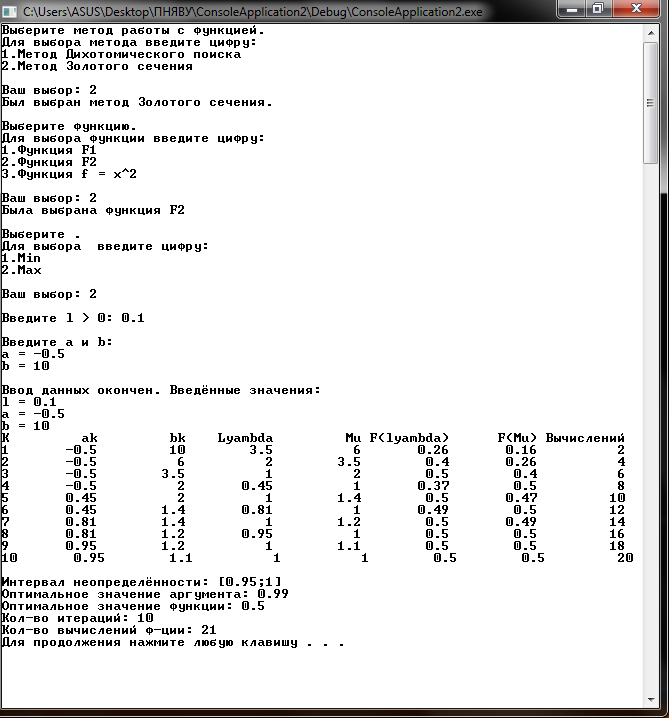 C:\Users\ASUS\Desktop\ПНЯВУ\ConsoleApplication2\Debug\ConsoleApplication2.exe
Выберите метод работы с функцией.
Для выбора метода введите цифру:
1.Метод Дихотомического поиска
2.Метод Золотого сечения
Ваш выбор: 2
Был выбран метод Золотого сечения.
Выберите функцию.
Для выбора функции введите цифру:
1.Функция F1
2.Функция F2
3.Функция f = x^2
Ваш выбор: 2
Была выбрана функция F2
Выберите .
Для выбора  введите цифру:
1.Min
2.Max
Ваш выбор: 2
Введите l > 0: 0.1
Введите a и b:
a = -0.5
b = 10
Ввод данных окончен. Введённые значения:
l = 0.1
a = -0.5
b = 10
K ak bk Lyambda Mu F(lyambda) F(Mu) Вычислений
1 -0.5 10 3.5 6 0.26 0.16 2
2 -0.5 6 2 3.5 0.4 0.26 4
3 -0.5 3.5 1 2 0.5 0.4 6
4 -0.5 2 0.45 1 0.37 0.5 8
5 0.45 2 1 1.4 0.5 0.47 10
6 0.45 1.4 0.81 1 0.49 0.5 12
7 0.81 1.4 1 1.2 0.5 0.49 14
8 0.81 1.2 0.95 1 0.5 0.5 16
9 0.95 1.2 1 1.1 0.5 0.5 18
10 0.95 1.1 1 1 0.5 0.5 20
Интервал неопределённости: [0.95;1]
Оптимальное значение аргумента: 0.99
Оптимальное значение функции: 0.5
Кол-во итераций: 10
Кол-во вычислений ф-ции: 21
Для продолжения нажмите любую клавишу . . .